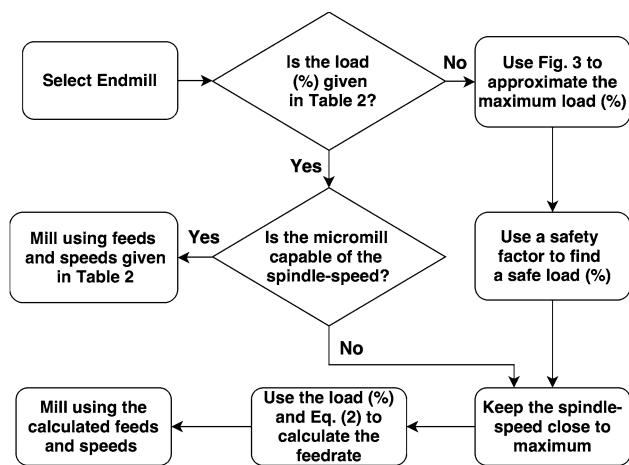 Select Endmill
Is the load
(%) given
in Table 2?
No
Use Fig. 3 to
approximate the
maximum load (%)
Yes
Mill using feeds
and speeds given
in Table 2
Yes
Is the micromill
capable of the
spindle-speed?
Use a safety
factor to find
a safe load (%)
No
Mill using the
calculated feeds
and speeds
Use the load (%)
and Eq. (2) to
calculate the
feedrate
Keep the spindle-
speed close to
maximum